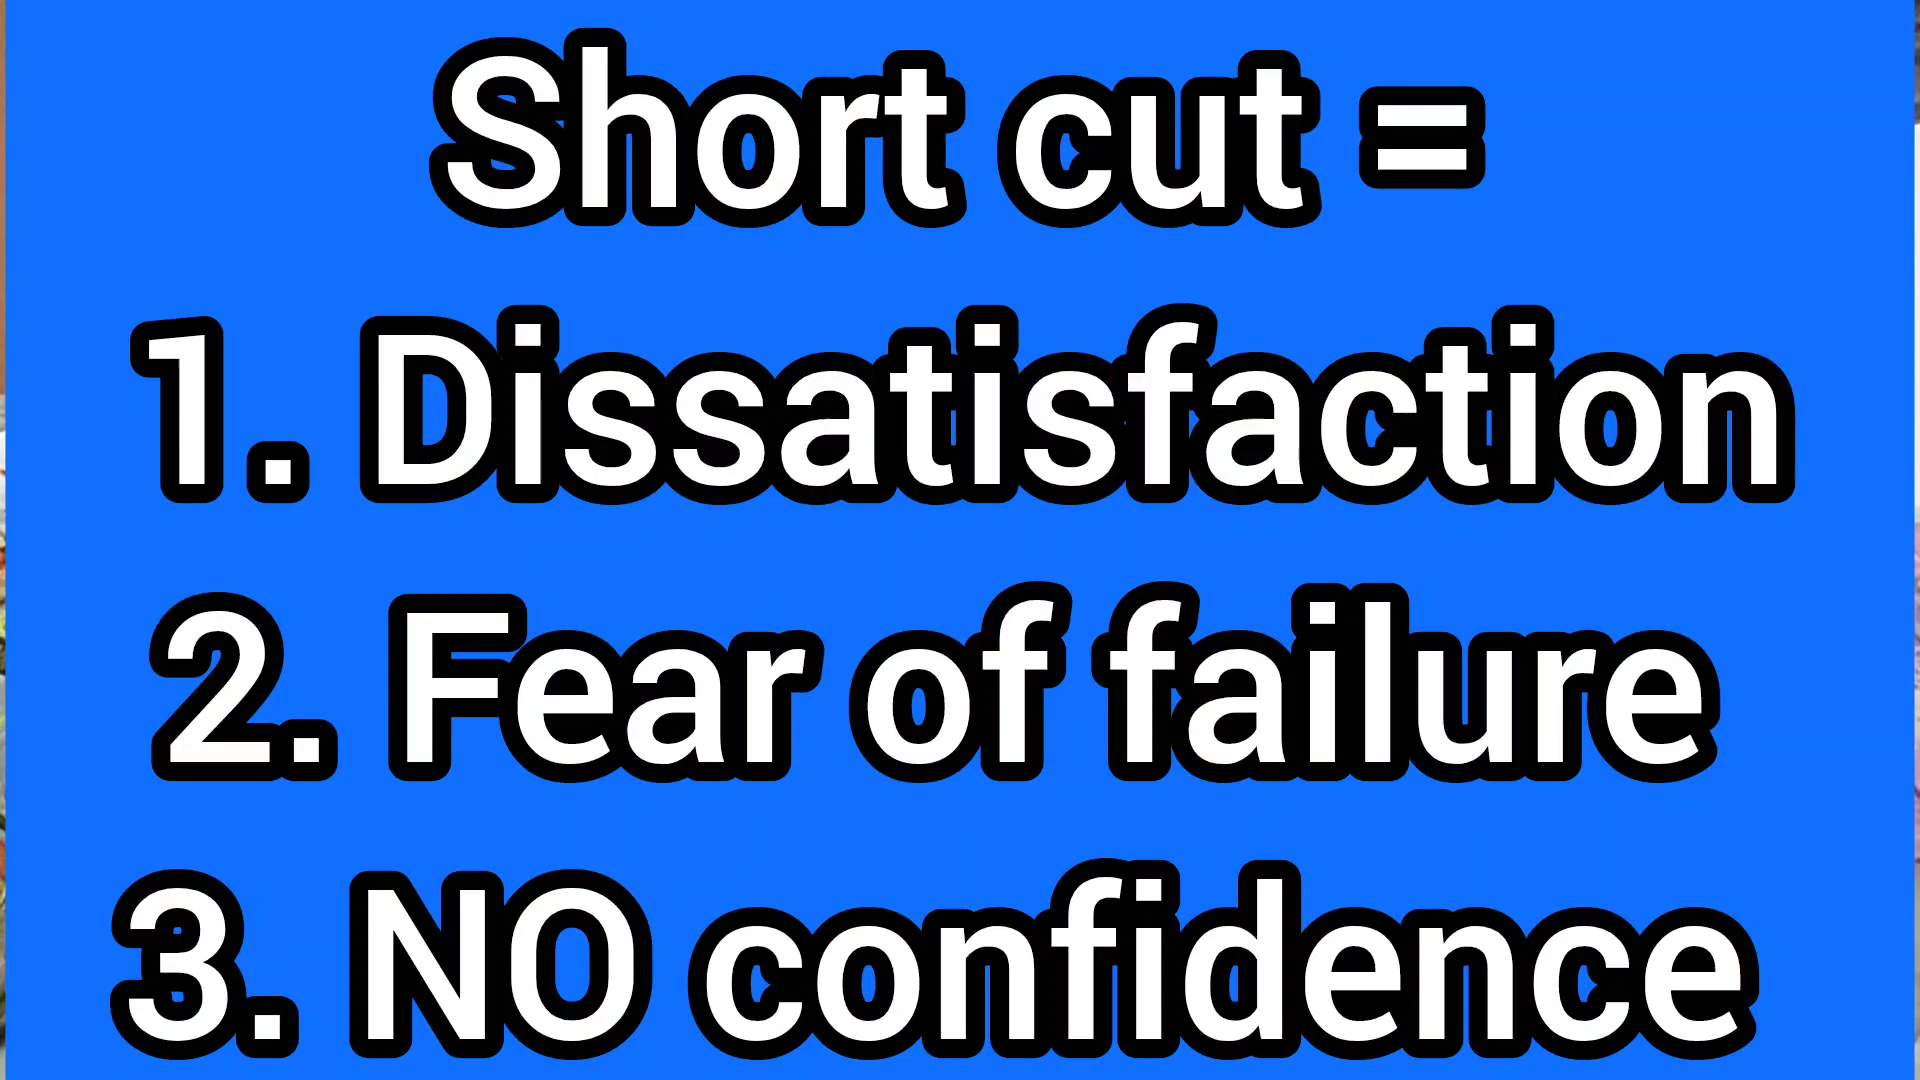 Short cut =
1. Dissatisfaction
2. Fear of failure
3. NO confidence